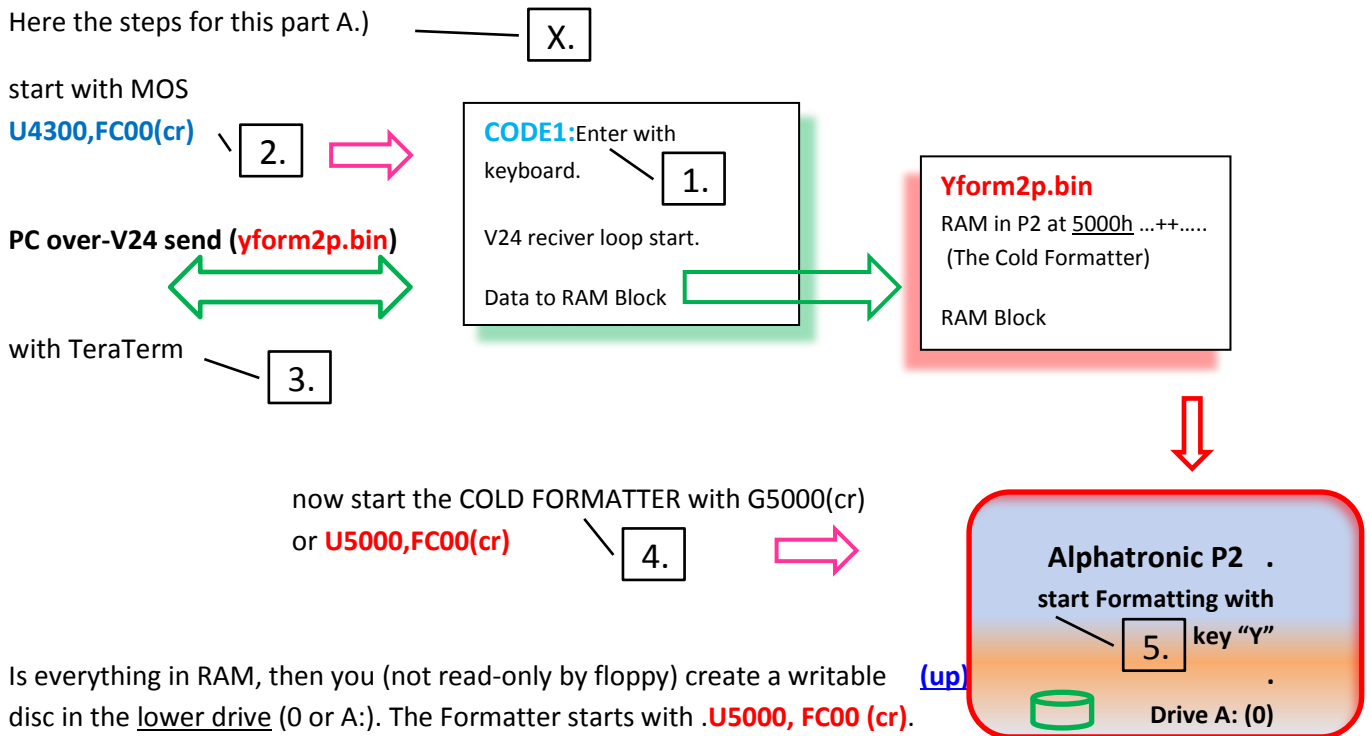 Here the steps for this part A.)
X.
start with MOS
U4300,FC00(cr)
2.
CODE1:Enter with
keyboard.
1.
V24 reciver loop start.
Data to RAM Block
Yform2p.bin
RAM in P2 at 5000h ...++.....
(The Cold Formatter)
RAM Block
PC over-V24 send (yform2p.bin)
with TeraTerm
3.
now start the COLD FORMATTER with G5000(cr)
or U5000,FC00(cr)
4.
Alphatronic P2 .
start Formatting with
key “Y”
5.
.
Drive A: (0)
Is everything in RAM, then you (not read-only by floppy) create a writable (up)
disc in the lower drive (0 or A:). The Formatter starts with .U5000, FC00 (cr).